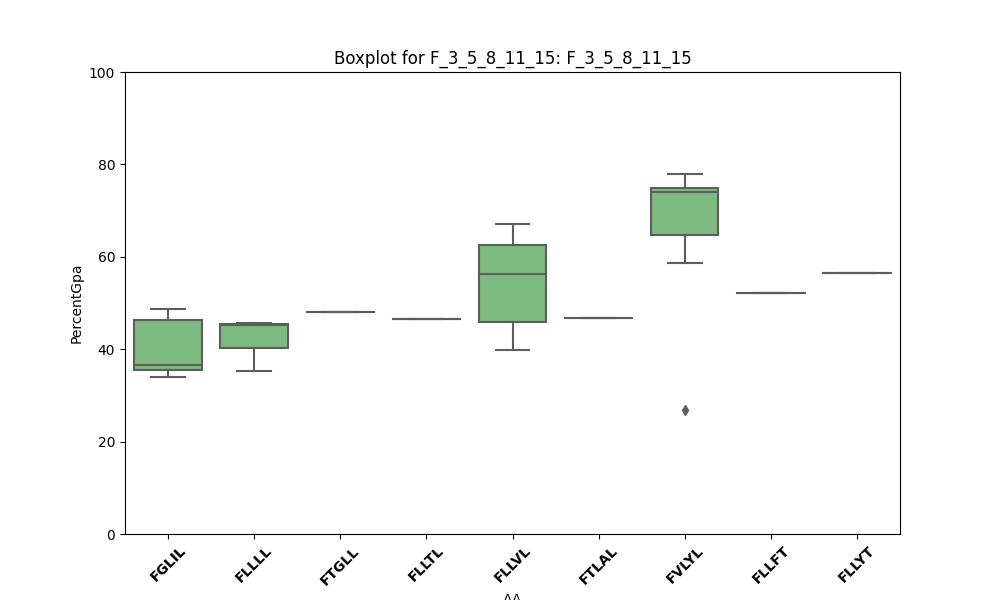 Boxplot for F_3_5_8_11_15: F_3_5_8_11_15
100
80
60
40
20
0
PercentGpa
FGLIL
FLLLL
FTGLL
FLLTL
FLLVL
FTLAL
FVLYL
FLLFT
FLLYT
AA